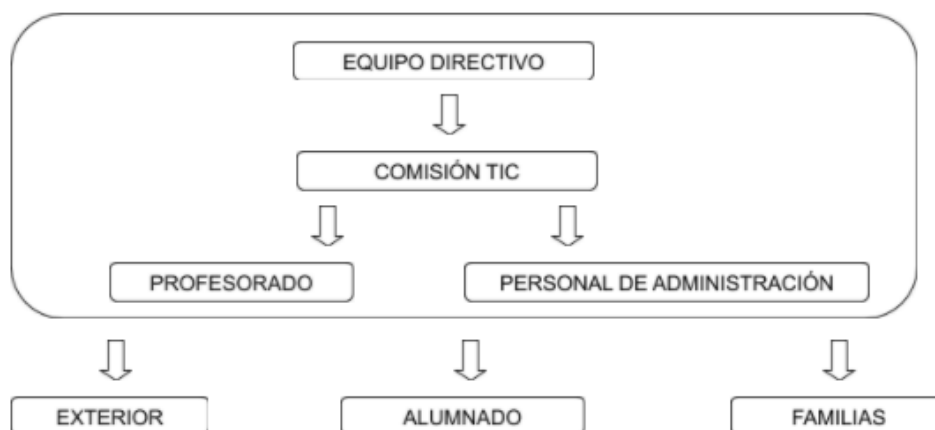 EQUIPO DIRECTIVO
COMISIÓN TIC
PROFESORADO
PERSONAL DE ADMINISTRACIÓN
EXTERIOR
ALUMNADO
FAMILIAS